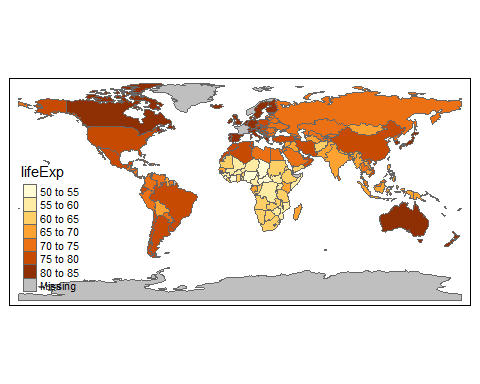 lifeExp
50 to 55
55 to 60
60 to 65
65 to 70
70 to 75
75 to 80
80 to 85
Missing